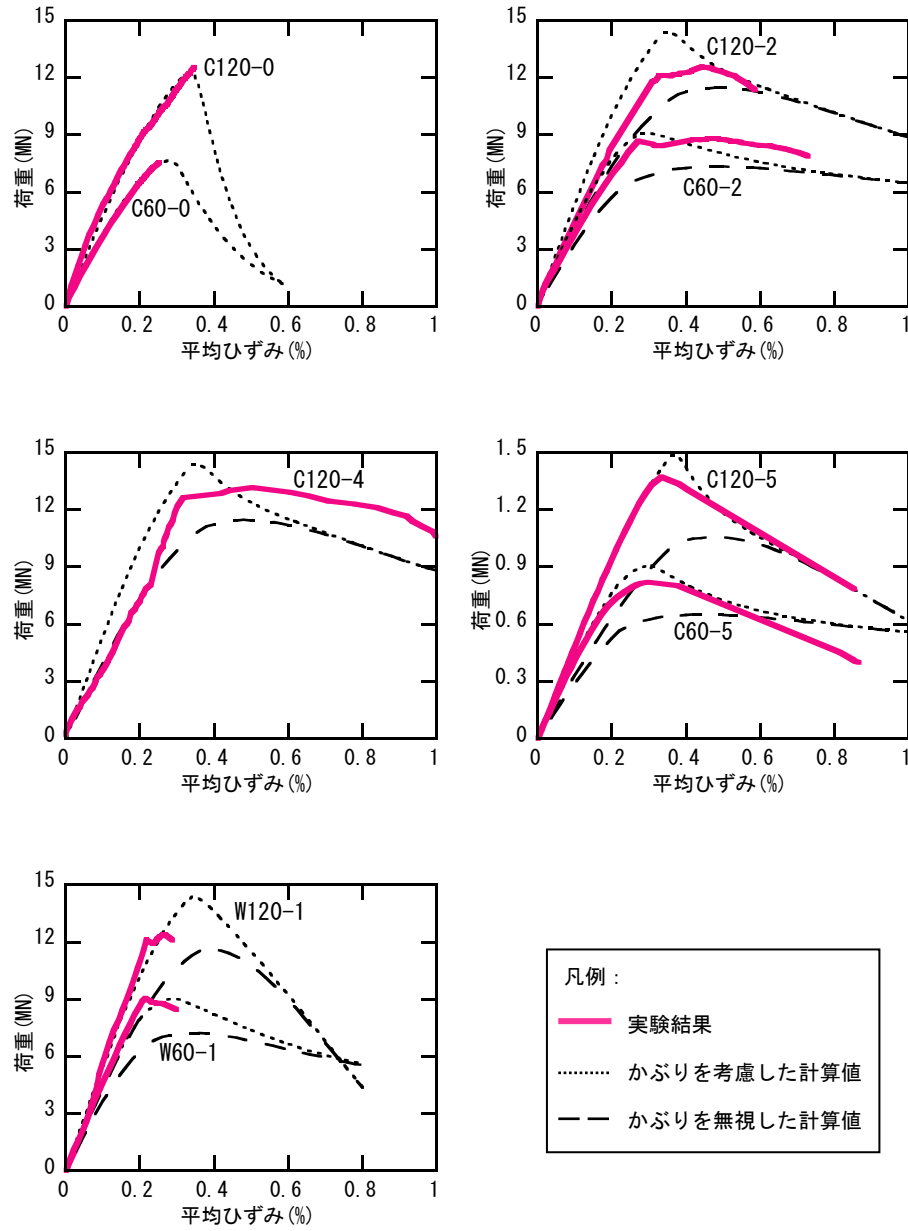 15
12
9
6
3
0
荷重(MN)
C120-0
C60-0
0 0.2 0.4 0.6 0.8 1
平均ひずみ(%)
15
12
9
6
3
0
荷重(MN)
C120-2
C60-2
0 0.2 0.4 0.6 0.8 1
平均ひずみ(%)
15
12
9
6
3
0
荷重(MN)
C120-4
0 0.2 0.4 0.6 0.8 1
平均ひずみ(%)
1.5
1.2
0.9
0.6
0.3
0
荷重(MN)
C120-5
C60-5
0 0.2 0.4 0.6 0.8 1
平均ひずみ(%)
15
12
9
6
3
0
荷重(MN)
W120-1
W60-1
0 0.2 0.4 0.6 0.8 1
平均ひずみ(%)
凡例：
実験結果
かぶりを考慮した計算値
かぶりを無視した計算値